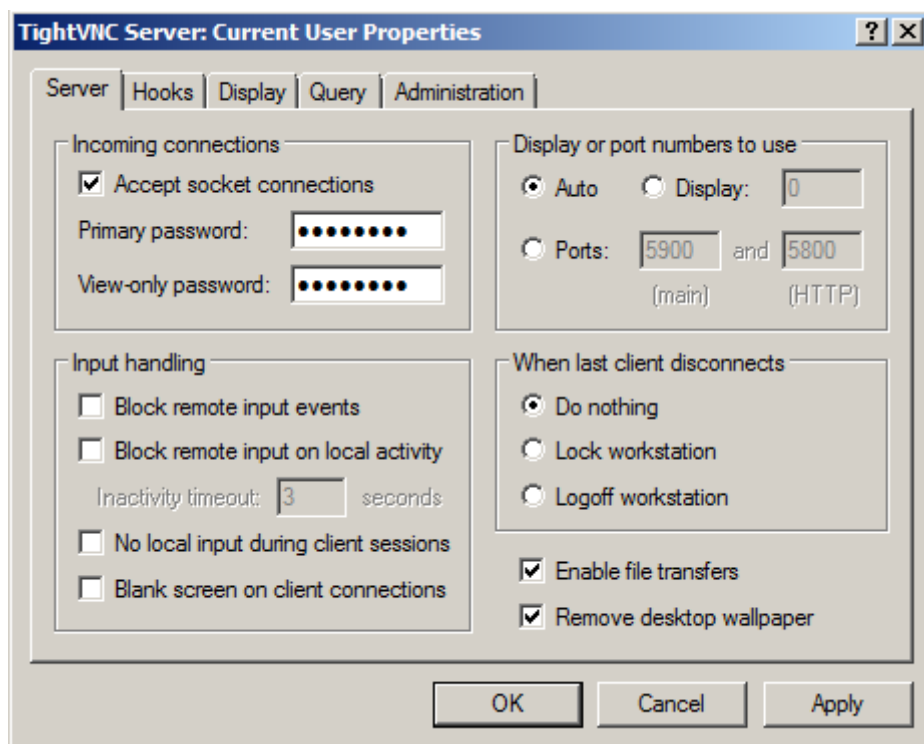 TightVNC Server: Current User Properties
Server Hooks Display Query Administration
Incoming connections
Accept socket connections
Primary password: ●●●●●●●●
View-only password: ●●●●●●●●
Display or port numbers to use
Auto Display: 0
Ports: 5900 and 5800
(main) (HTTP)
Input handling
Block remote input events
Block remote input on local activity
Inactivity timeout: 3 seconds
No local input during client sessions
Blank screen on client connections
When last client disconnects
Do nothing
Lock workstation
Logoff workstation
Enable file transfers
Remove desktop wallpaper
OK Cancel Apply